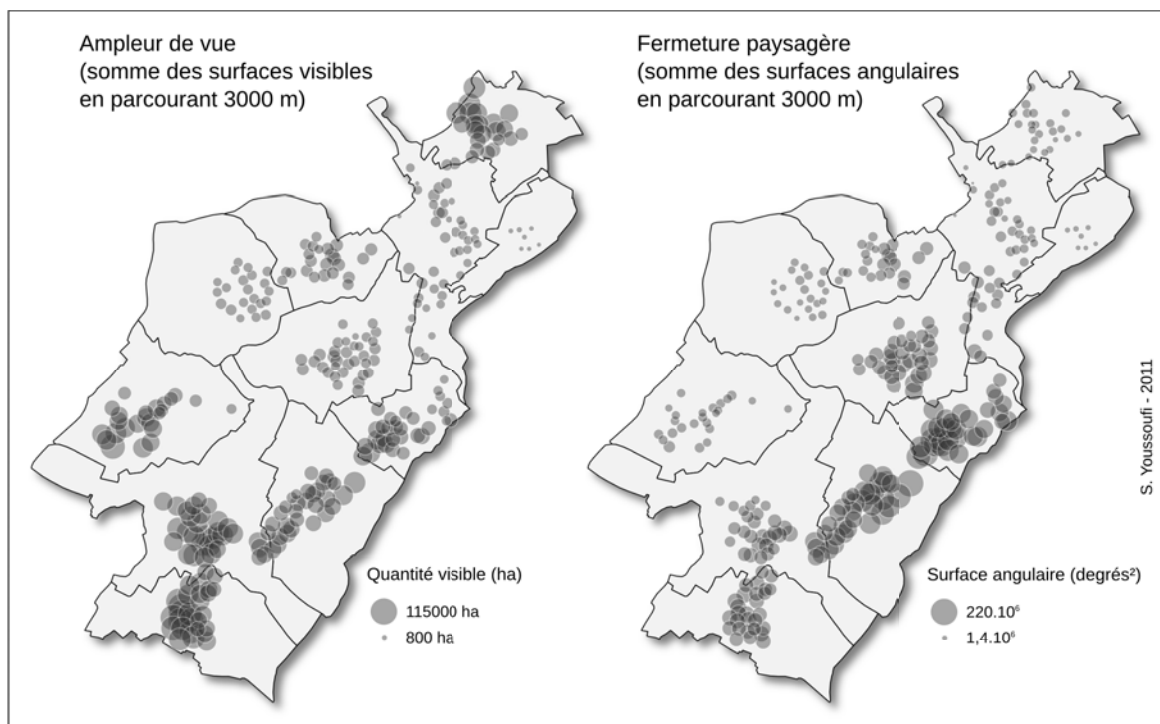 Ampleur de vue
(somme des surfaces visibles
en parcourant 3000 m)
Fermeture paysagère
(somme des surfaces angulaires
en parcourant 3000 m)
Quantité visible (ha)
115000 ha
800 ha
Surface angulaire (degrés²)
220.10⁶
1,4.10⁶
S. Youssoufi - 2011